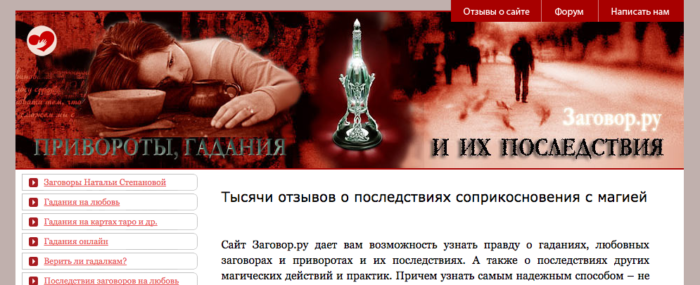 Отзывы о сайте
Форум
Написать нам
Заговор.ру
ПРИВОРОТЫ, ГАДАНИЯ
И ИХ ПОСЛЕДСТВИЯ
Заговоры Натальи Степановой
Гадания на любовь
Гадания на картах таро и др.
Гадания онлайн
Верить ли гадалкам?
Последствия заговоров на любовь
Тысячи отзывов о последствиях соприкосновения с магией
Сайт Заговор.ру дает вам возможность узнать правду о гаданиях, любовных
заговорах и приворотах и их последствиях. А также о последствиях других
магических действий и практик. Причем узнать самым надежным способом – не